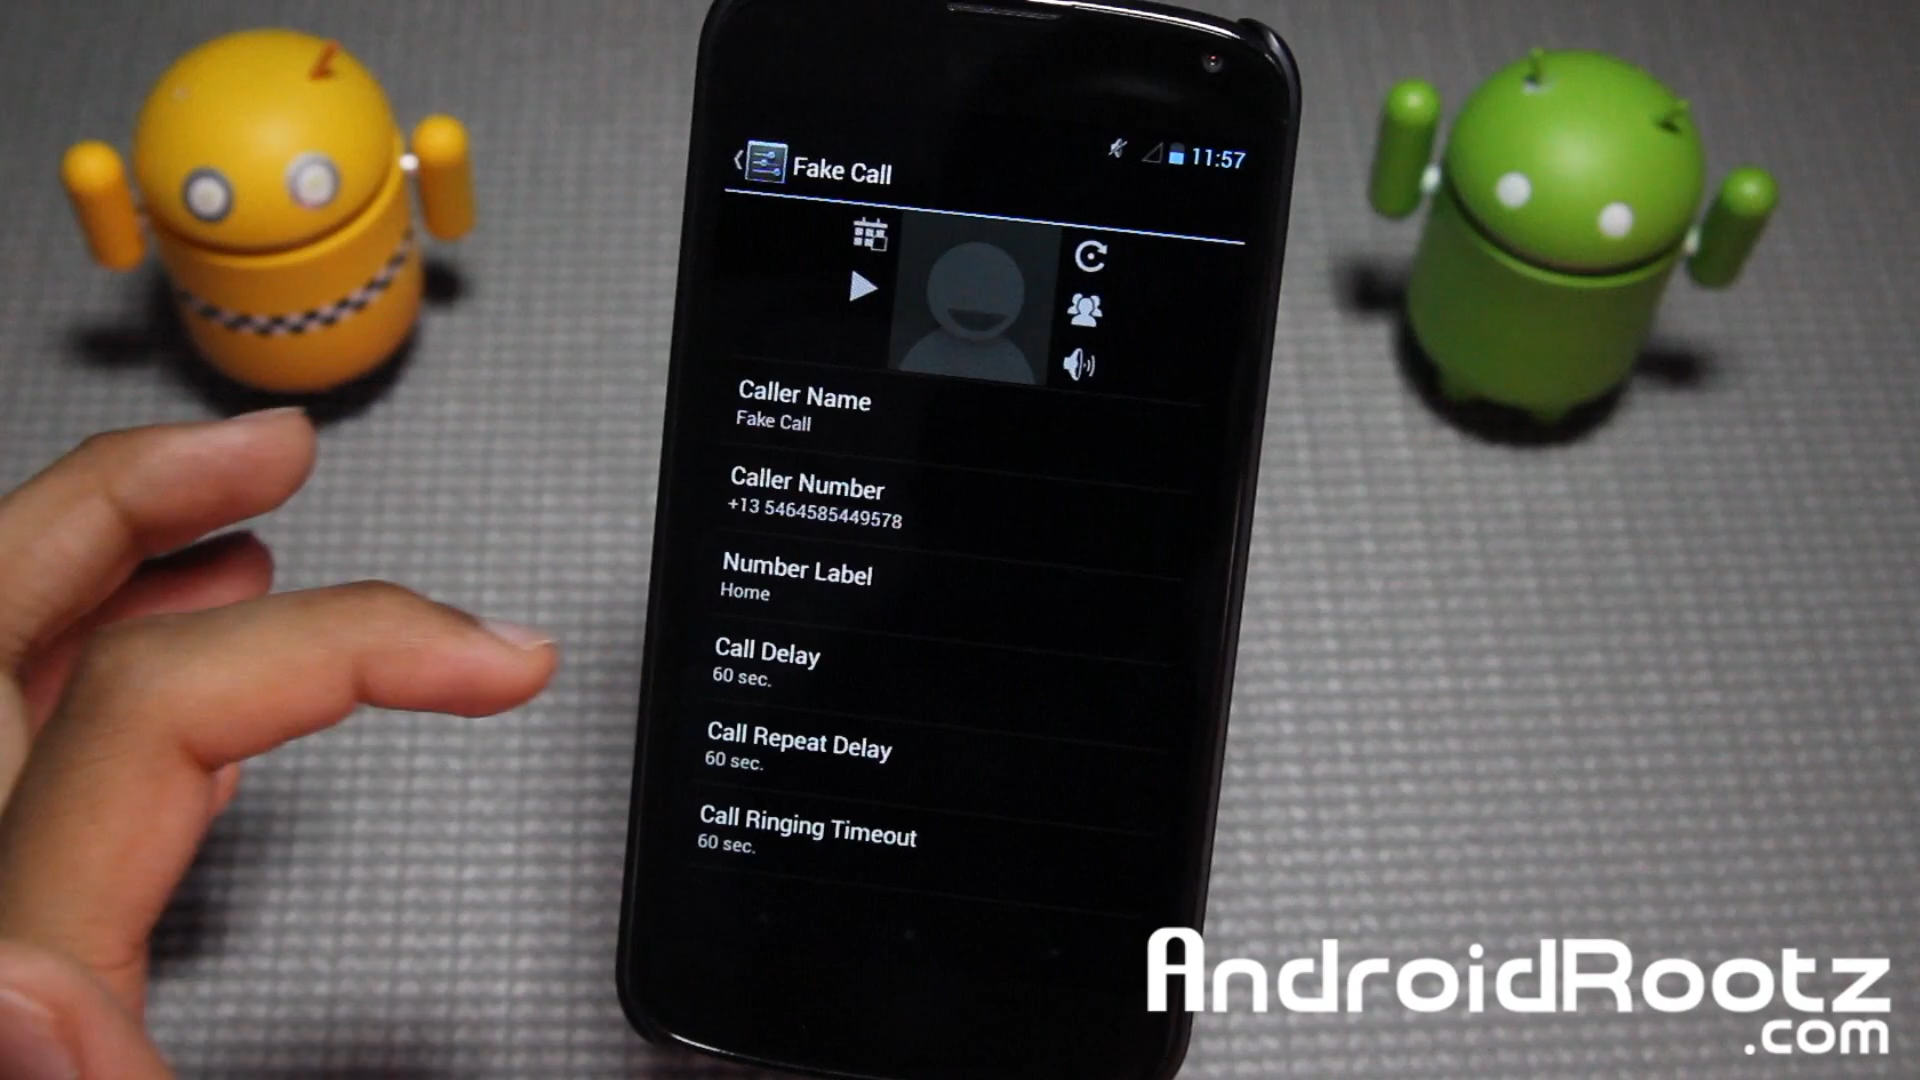 11:57
Fake Call
Caller Name
Fake Call
Caller Number
+13 5464585449578
Number Label
Home
Call Delay
60 sec.
Call Repeat Delay
60 sec.
Call Ringing Timeout
60 sec.
AndroidRootz
.com